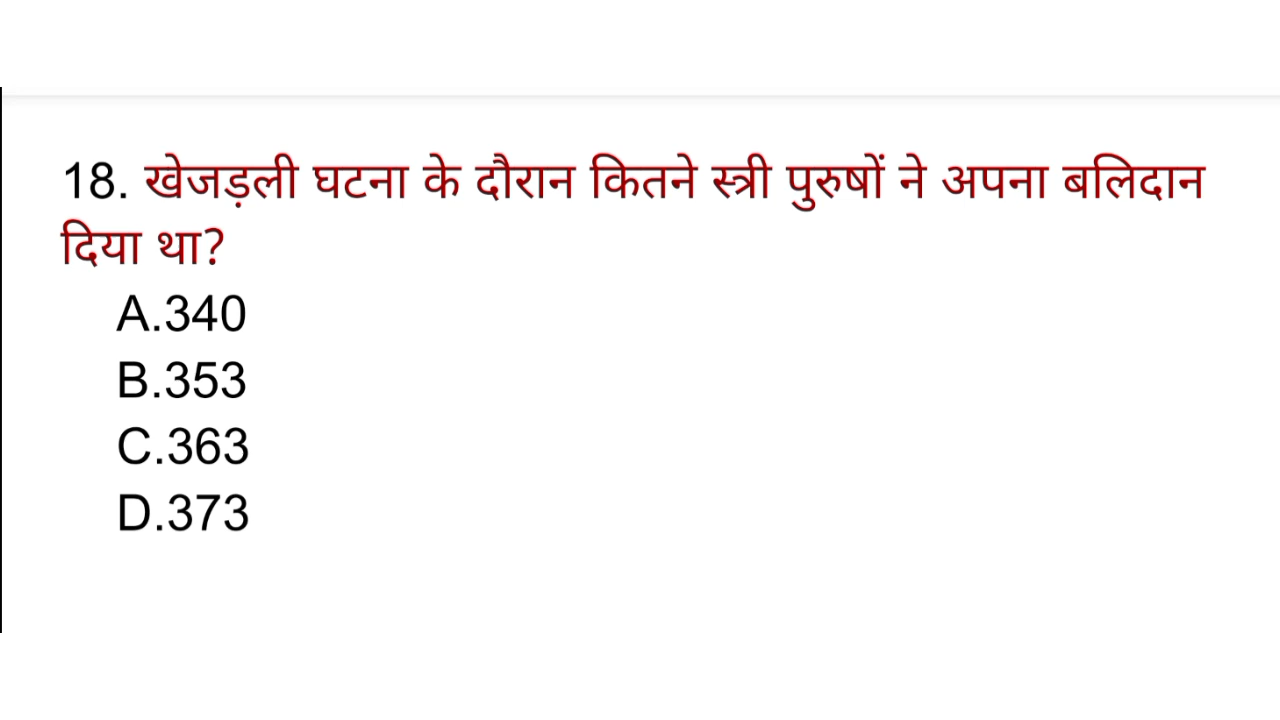 18. खेजड़ली घटना के दौरान कितने स्त्री पुरुषों ने अपना बलिदान
दिया था?
A.340
B.353
C.363
D.373